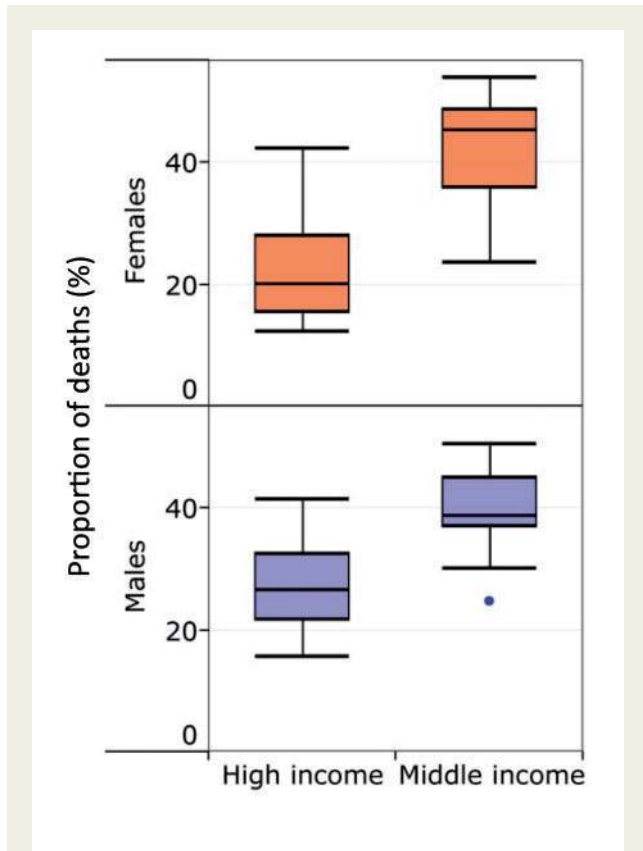 Proportion of deaths (%)
Females
40
20
0
Males
40
20
0
High income
Middle income